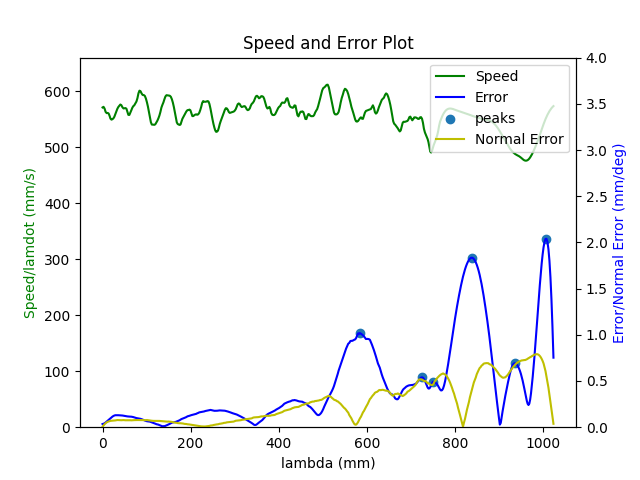 Speed and Error Plot
Speed
Error
peaks
Normal Error
Speed/lamdot (mm/s)
600
500
400
300
200
100
0
4.0
3.5
3.0
2.5
2.0
1.5
1.0
0.5
0.0
Error/Normal Error (mm/deg)
0 200 400 600 800 1000
lambda (mm)